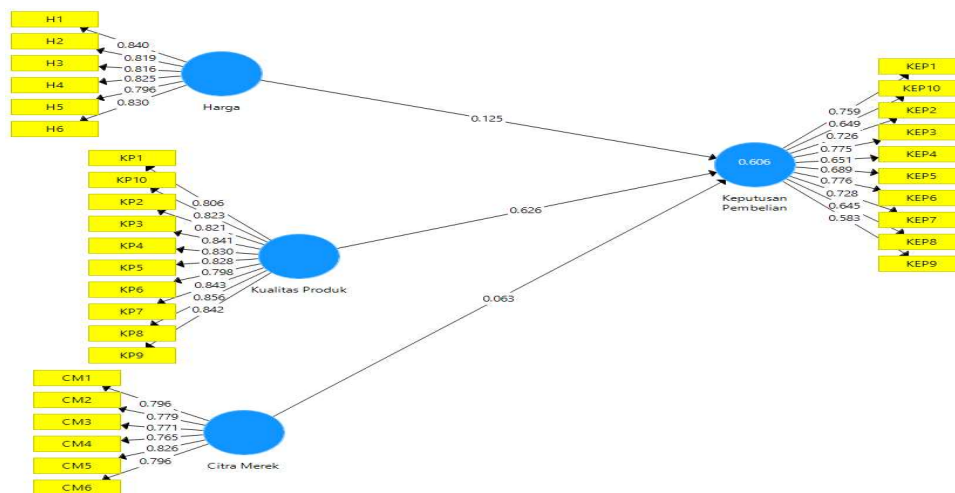 H1
H2
H3
H4
H5
H6
0.840
0.819
0.816
0.825
0.796
0.830
Harga
0.125
KP1
KP10
KP2
KP3
KP4
KP5
KP6
KP7
KP8
KP9
0.806
0.823
0.821
0.841
0.830
0.828
0.798
0.843
0.856
0.842
Kualitas Produk
0.626
CM1
CM2
CM3
CM4
CM5
CM6
0.796
0.779
0.771
0.765
0.826
0.796
Citra Merek
0.063
0.606
Keputusan
Pembelian
0.759
0.649
0.726
0.775
0.651
0.689
0.776
0.728
0.645
0.583
KEP1
KEP10
KEP2
KEP3
KEP4
KEP5
KEP6
KEP7
KEP8
KEP9